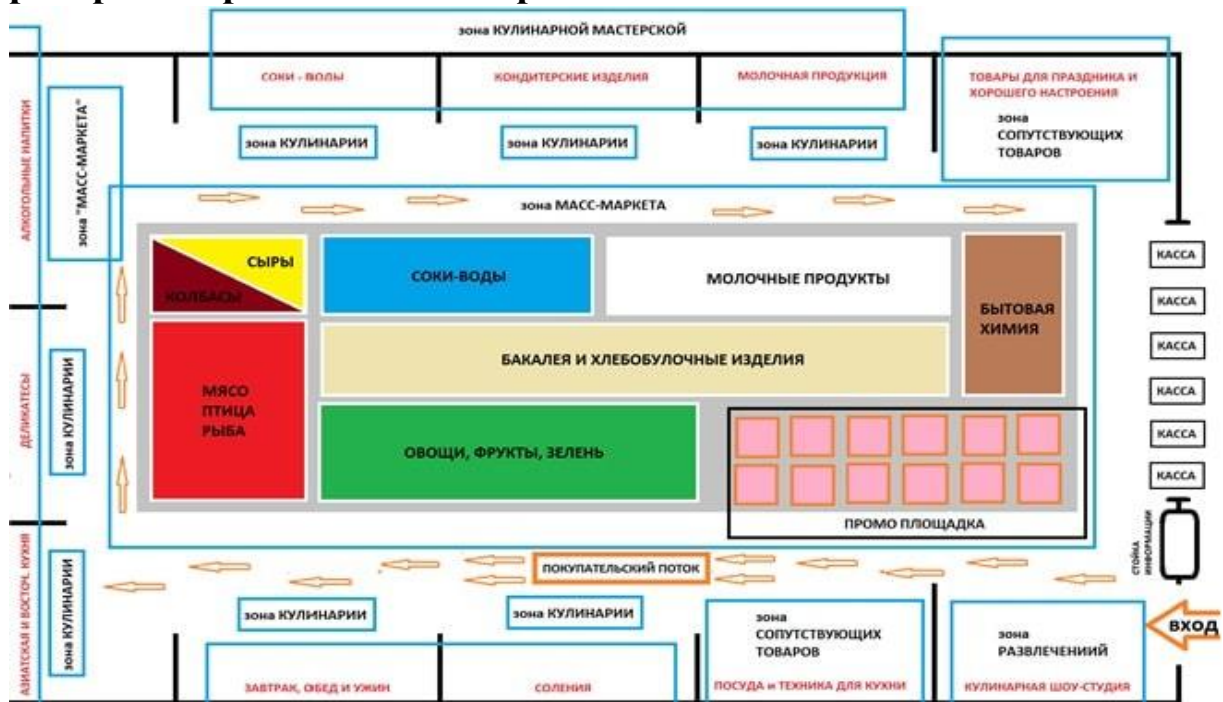 зона КУЛИНАРНОЙ МАСТЕРСКОЙ
СОКИ - ВОДЫ
КОНДИТЕРСКИЕ ИЗДЕЛИЯ
МОЛОЧНАЯ ПРОДУКЦИЯ
ТОВАРЫ ДЛЯ ПРАЗДНИКА И
ХОРОШЕГО НАСТРОЕНИЯ
зона
СОПУТСТВУЮЩИХ
ТОВАРОВ
АЛКОГОЛЬНЫЕ НАПИТКИ
зона "МАСС-МАРКЕТА"
зона КУЛИНАРИИ
зона КУЛИНАРИИ
зона КУЛИНАРИИ
зона МАСС-МАРКЕТА
СЫРЫ
КОЛБАСЫ
СОКИ-ВОДЫ
МОЛОЧНЫЕ ПРОДУКТЫ
БЫТОВАЯ
ХИМИЯ
КАССА
КАССА
КАССА
КАССА
КАССА
КАССА
БАКАЛЕЯ И ХЛЕБОБУЛОЧНЫЕ ИЗДЕЛИЯ
ДЕЛИКАТЕСЫ
зона КУЛИНАРИИ
МЯСО
ПТИЦА
РЫБА
ОВОЩИ, ФРУКТЫ, ЗЕЛЕНЬ
ПРОМО ПЛОЩАДКА
СТОЙКА
ИНФОРМАЦИИ
ПОКУПАТЕЛЬСКИЙ ПОТОК
АЗИАТСКАЯ И ВОСТОЧ. КУХНЯ
зона КУЛИНАРИИ
зона КУЛИНАРИИ
зона КУЛИНАРИИ
зона
СОПУТСТВУЮЩИХ
ТОВАРОВ
зона
РАЗВЛЕЧЕНИИЙ
ВХОД
ЗАВТРАК, ОБЕД И УЖИН
СОЛЕНИЯ
ПОСУДА и ТЕХНИКА ДЛЯ КУХНИ
КУЛИНАРНАЯ ШОУ-СТУДИЯ